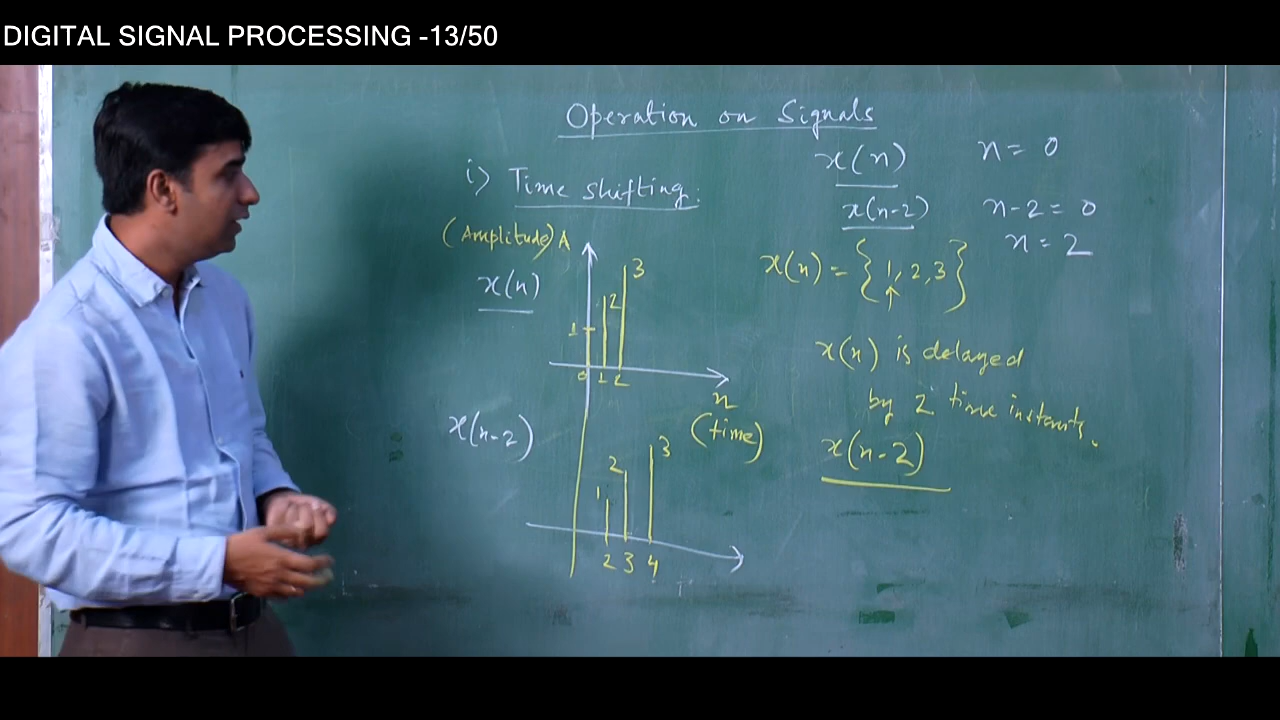 DIGITAL SIGNAL PROCESSING -13/50
Operation on Signals
i) Time shifting:
(Amplitude) A
x(n)
1
2
3
0 1 2
n
(time)
x(n-2)
1
2
3
2 3 4
x(n) n = 0
x(n-2) n-2 = 0
n = 2
x(n) = {1, 2, 3}
↑
x(n) is delayed
by 2 time instants.
x(n-2)